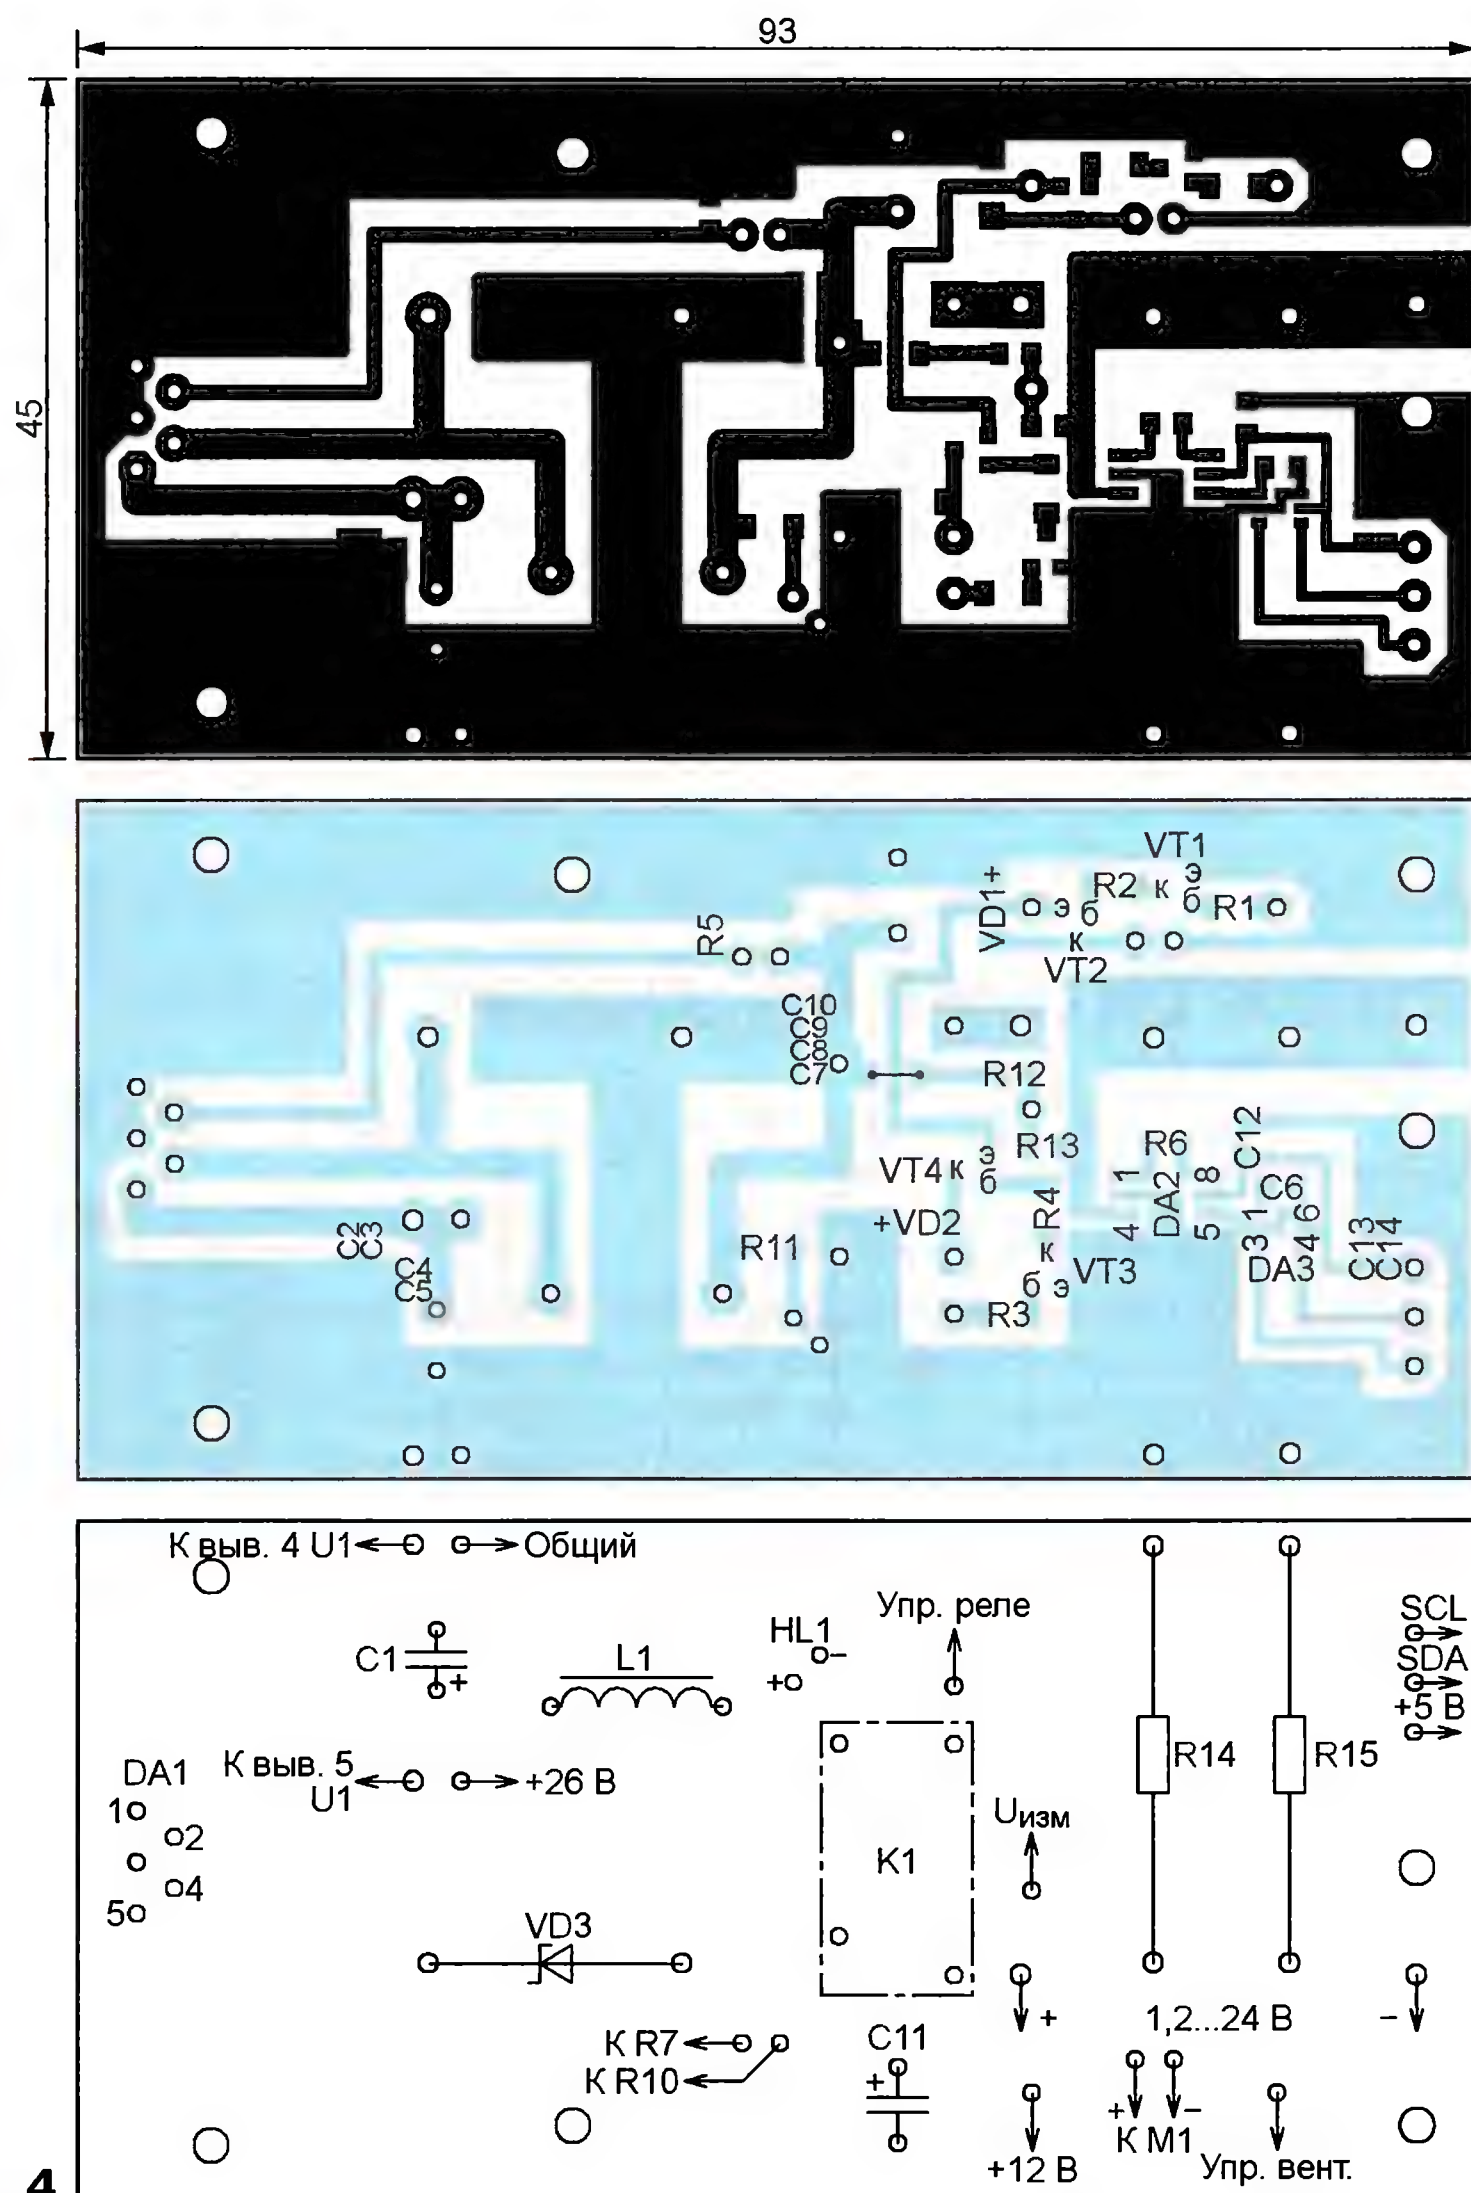 93
45
VT1
VD1+
э
б
R2
к
э
б
R1
к
VT2
R5
C10
C9
C8
C7
R12
R13
VT4
к
э
б
R6
C12
1
8
DA2
4
5
C6
+VD2
R4
R11
к
VT3
б
э
R3
C2
C3
C4
C5
1
6
3
4
DA3
C13
C14
К выв. 4 U1
Общий
Упр. реле
SCL
SDA
+5 В
HL1
−
+
C1
+
L1
R14
R15
DA1
К выв. 5
U1
+26 В
1
2
4
5
Uизм
K1
VD3
+
1,2...24 В
−
К R7
К R10
C11
+
+
−
К М1
+12 В
Упр. вент.
4